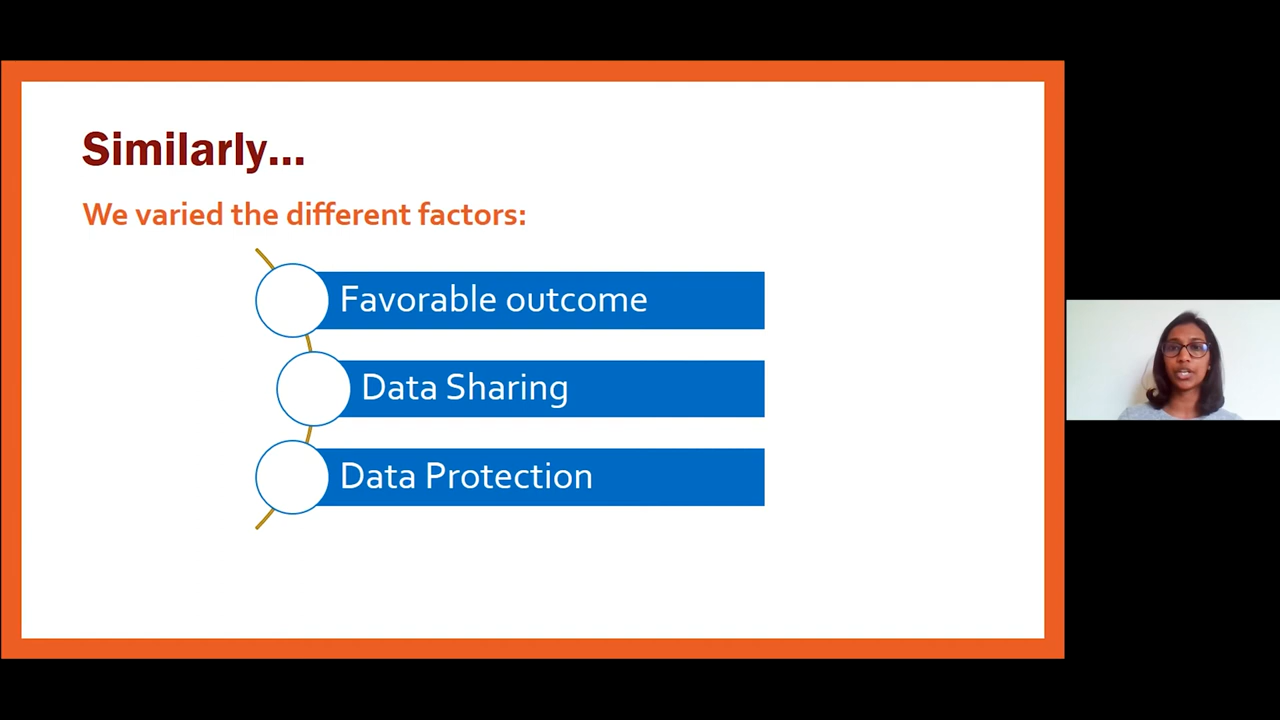 Similarly...
We varied the different factors:
Favorable outcome
Data Sharing
Data Protection